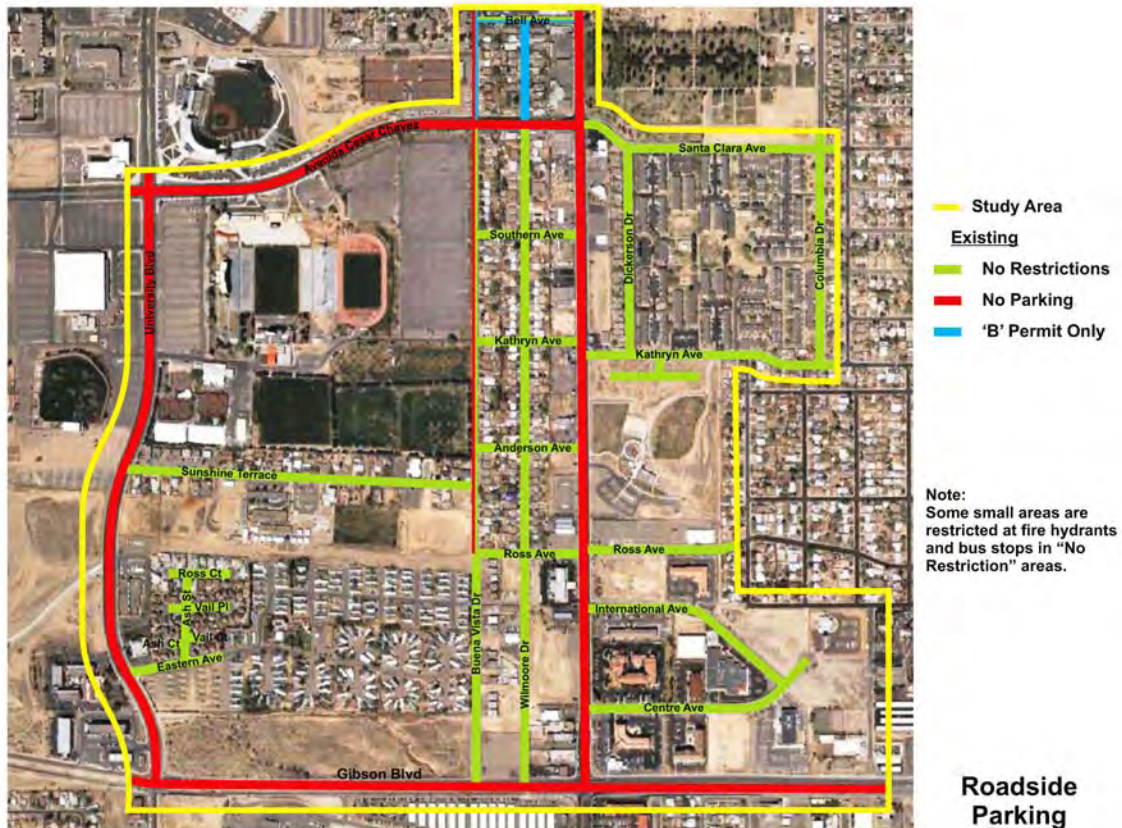 Bell Ave
Avenida Cesar Chavez
Santa Clara Ave
University Blvd
Southern Ave
Dickerson Dr
Columbia Dr
Kathryn Ave
Kathryn Ave
Anderson Ave
Sunshine Terrace
Ross Ave
Ross Ave
Ross Ct
Ash St
Vail Pl
Ash Ct
Vail Ct
Eastern Ave
Buena Vista Dr
Wilmoore Dr
International Ave
Centre Ave
Gibson Blvd
Study Area
Existing
No Restrictions
No Parking
‘B’ Permit Only
Note:
Some small areas are
restricted at fire hydrants
and bus stops in “No
Restriction” areas.
Roadside
Parking